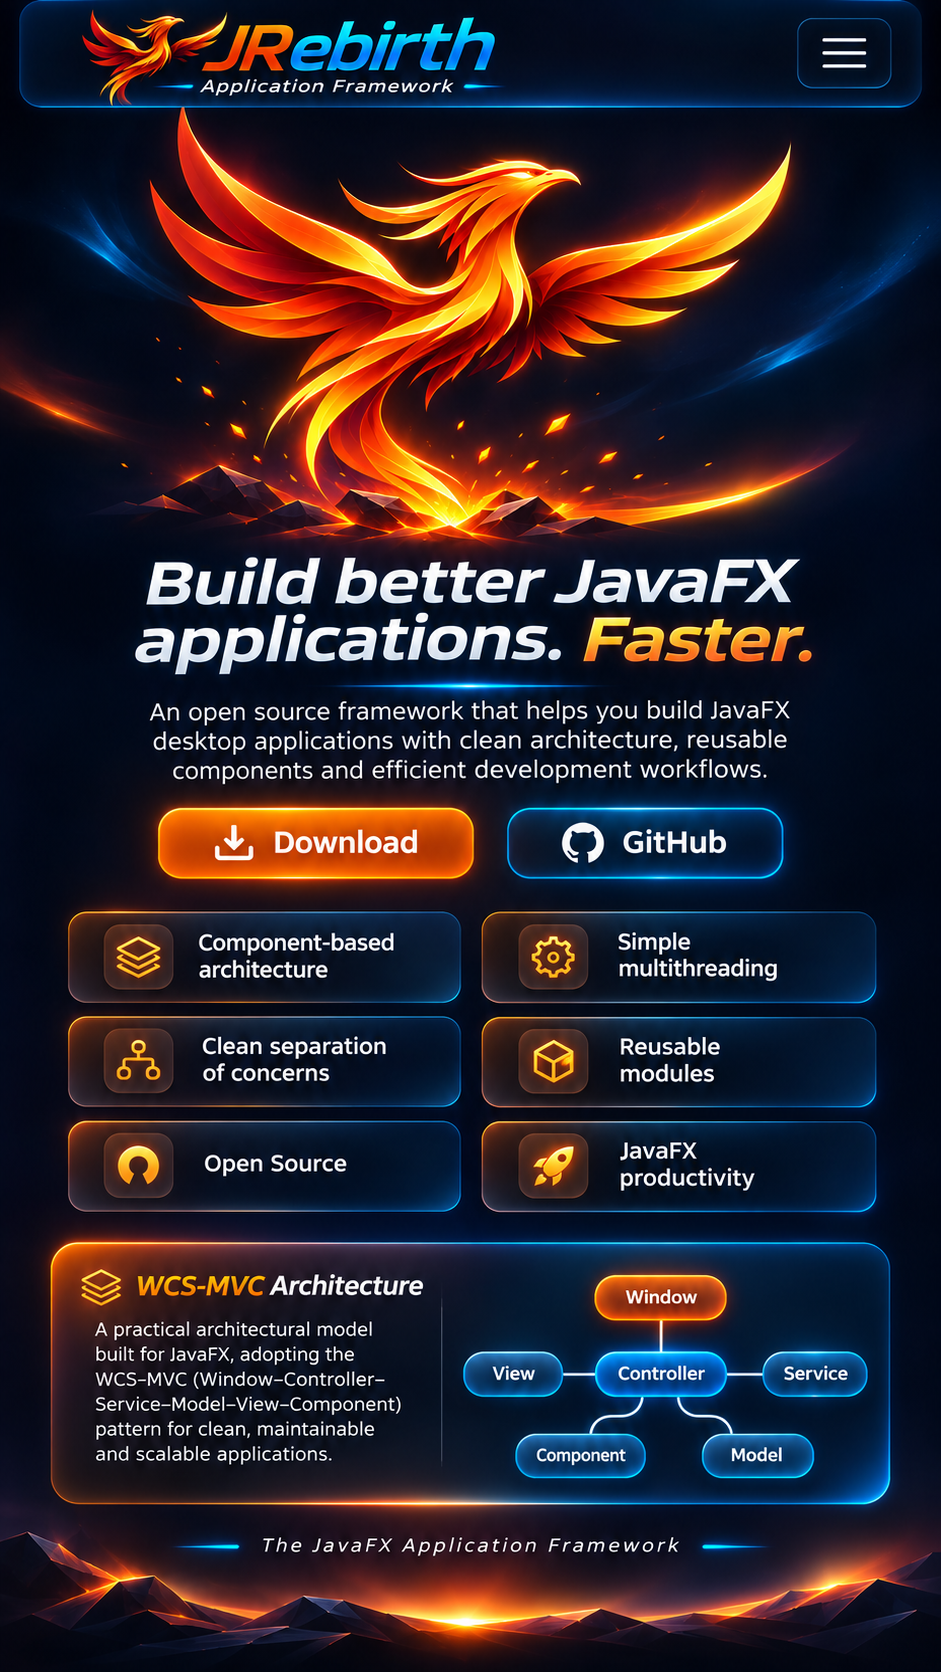 JRebirth
Application Framework
Build better JavaFX
applications. Faster.
An open source framework that helps you build JavaFX
desktop applications with clean architecture, reusable
components and efficient development workflows.
Download
GitHub
Component-based
architecture
Simple
multithreading
Clean separation
of concerns
Reusable
modules
Open Source
JavaFX
productivity
WCS-MVC Architecture
A practical architectural model
built for JavaFX, adopting the
WCS-MVC (Window–Controller–
Service–Model–View–Component)
pattern for clean, maintainable
and scalable applications.
Window
View
Controller
Service
Component
Model
The JavaFX Application Framework